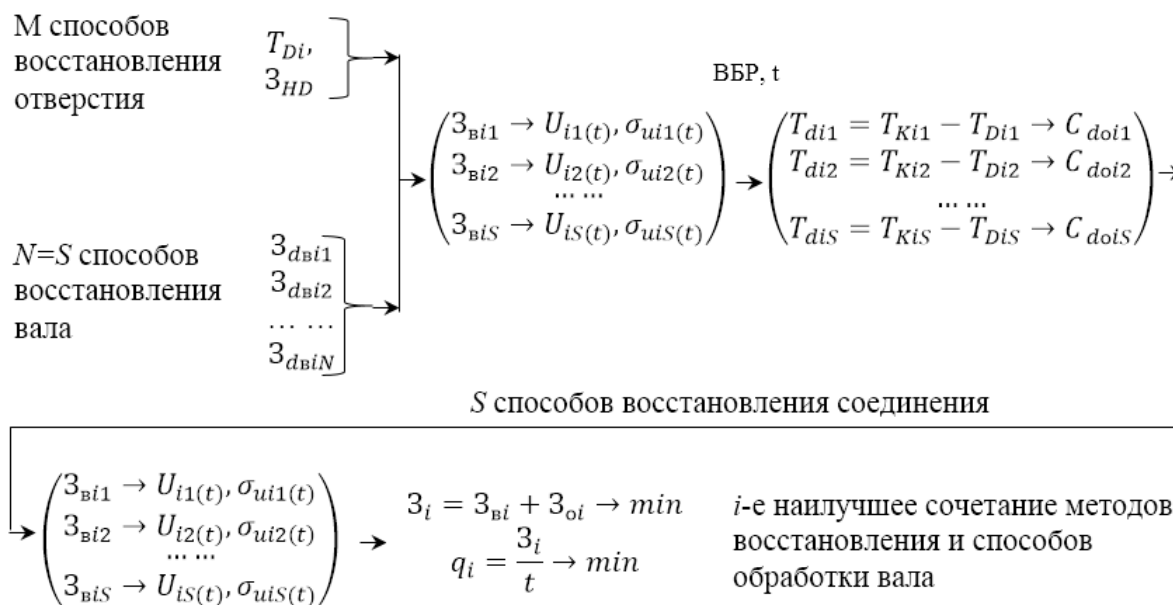 М способов
восстановления
отверстия
T_{Di},
З_{HD}
N=S способов
восстановления
вала
З_{dвi1}
З_{dвi2}
... ...
З_{dвiN}
З_{вi1} → U_{i1(t)}, σ_{ui1(t)}
З_{вi2} → U_{i2(t)}, σ_{ui2(t)}
... ...
З_{вiS} → U_{iS(t)}, σ_{uiS(t)}
ВБР, t
T_{di1} = T_{Ki1} − T_{Di1} → C_{doi1}
T_{di2} = T_{Ki2} − T_{Di2} → C_{doi2}
... ...
T_{diS} = T_{KiS} − T_{DiS} → C_{doiS}
S способов восстановления соединения
З_{вi1} → U_{i1(t)}, σ_{ui1(t)}
З_{вi2} → U_{i2(t)}, σ_{ui2(t)}
... ...
З_{вiS} → U_{iS(t)}, σ_{uiS(t)}
З_i = З_{вi} + З_{оi} → min
q_i = З_i / t → min
i-е наилучшее сочетание методов
восстановления и способов
обработки вала